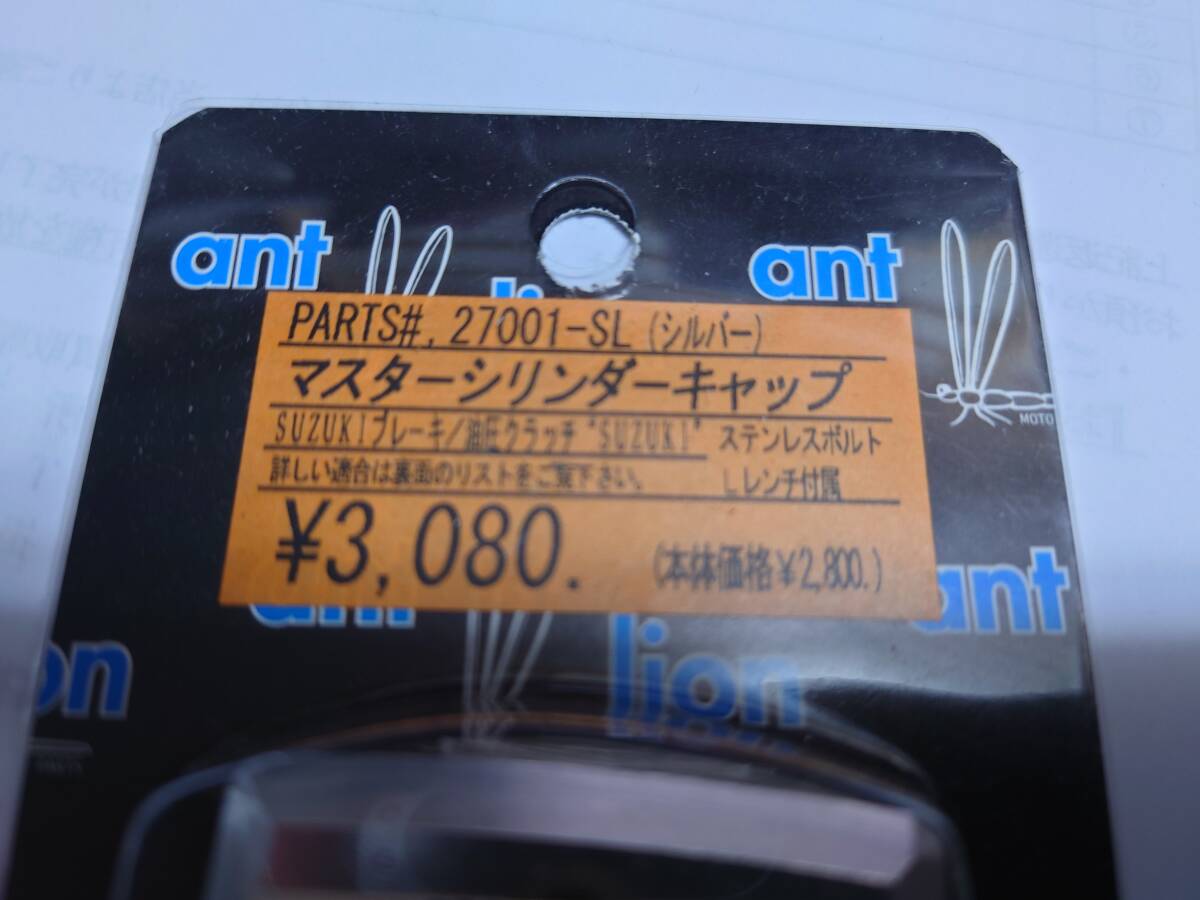 ant
ant
PARTS#, 27001-SL (シルバー)
マスターシリンダーキャップ
SUZUKIブレーキ/油圧クラッチ "SUZUKI" ステンレスボルト
詳しい適合は裏面のリストをご覧下さい。 Lレンチ付属
¥3,080. (本体価格¥2,800.)
MOTO
ant
ant
lion
on